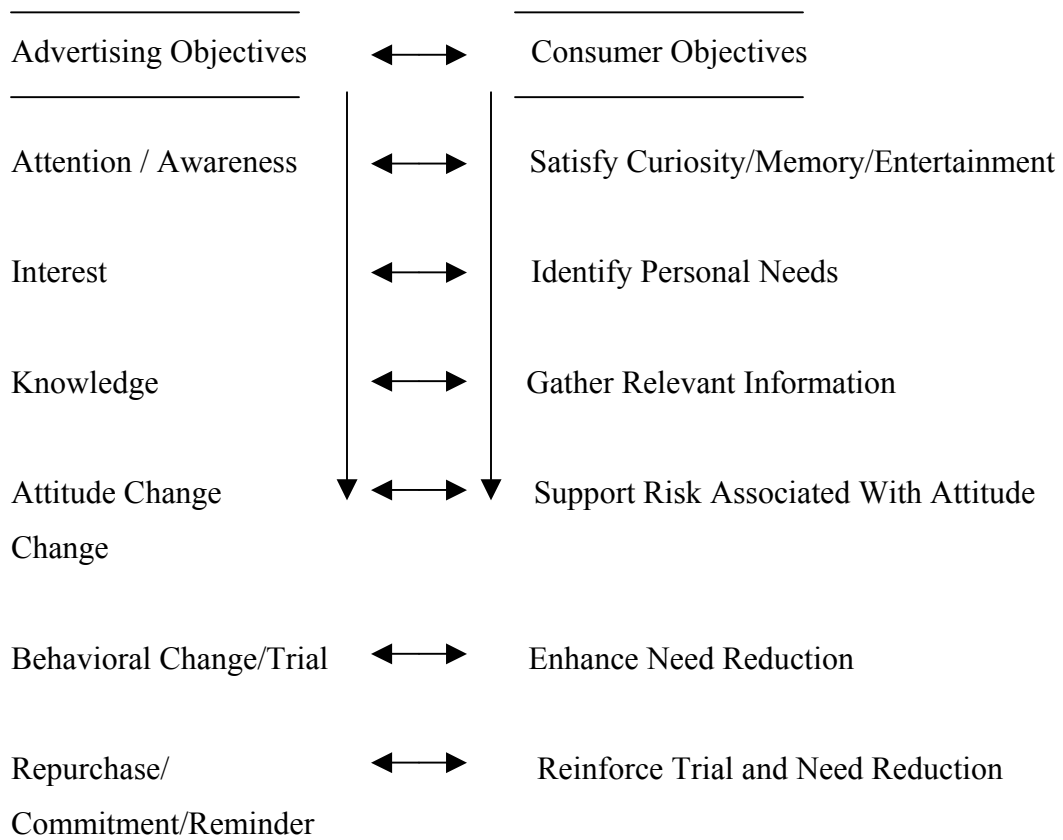 Advertising Objectives Consumer Objectives
Attention / Awareness Satisfy Curiosity/Memory/Entertainment
Interest Identify Personal Needs
Knowledge Gather Relevant Information
Attitude Change Support Risk Associated With Attitude
Change
Behavioral Change/Trial Enhance Need Reduction
Repurchase/ Reinforce Trial and Need Reduction
Commitment/Reminder